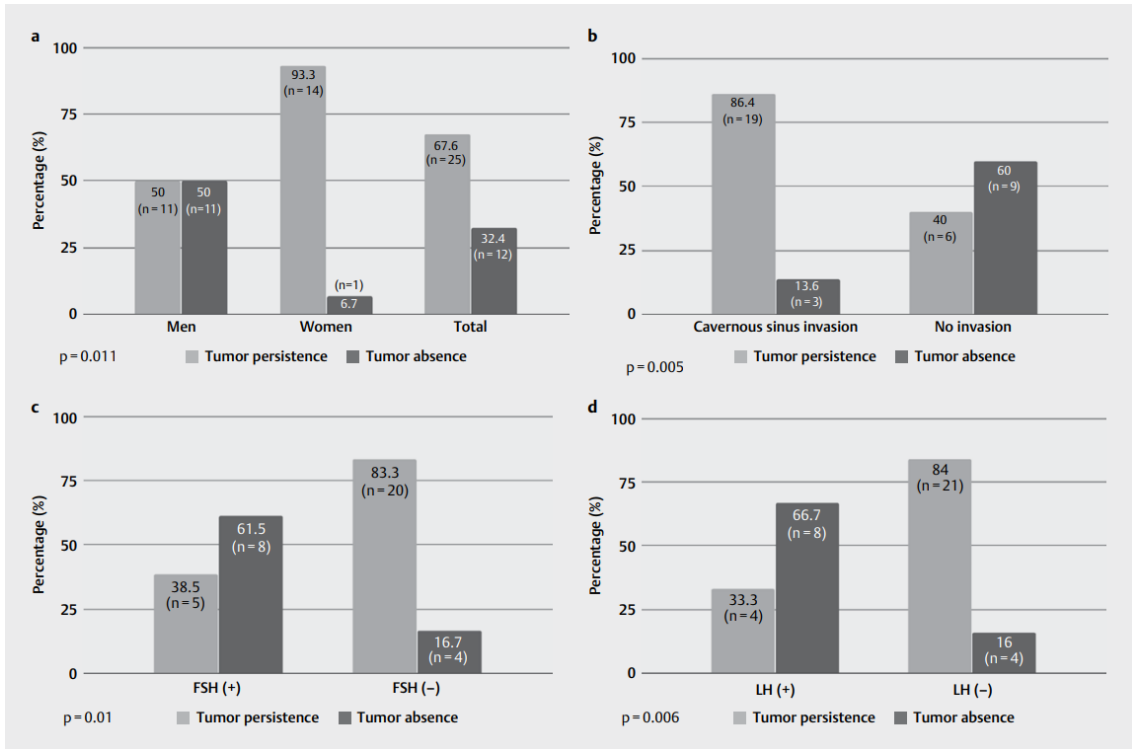 a
100
75
50
25
0
Percentage (%)
50
(n = 11)
50
(n=11)
93.3
(n = 14)
(n=1)
6.7
67.6
(n = 25)
32.4
(n = 12)
Men Women Total
p = 0.011 Tumor persistence Tumor absence
b
100
75
50
25
0
Percentage (%)
86.4
(n = 19)
13.6
(n = 3)
40
(n = 6)
60
(n = 9)
Cavernous sinus invasion No invasion
p = 0.005 Tumor persistence Tumor absence
c
100
75
50
25
0
Percentage (%)
38.5
(n = 5)
61.5
(n = 8)
83.3
(n = 20)
16.7
(n = 4)
FSH (+) FSH (−)
p = 0.01 Tumor persistence Tumor absence
d
100
75
50
25
0
Percentage (%)
33.3
(n = 4)
66.7
(n = 8)
84
(n = 21)
16
(n = 4)
LH (+) LH (−)
p = 0.006 Tumor persistence Tumor absence